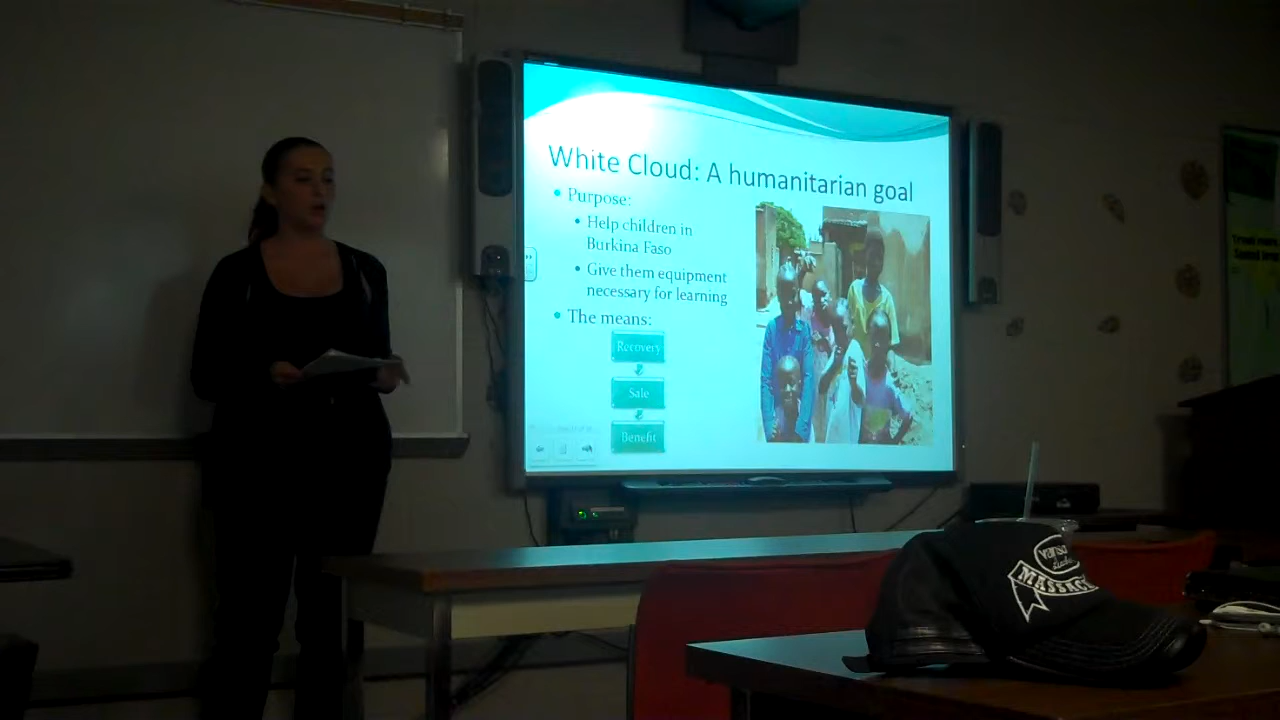 White Cloud: A humanitarian goal
• Purpose:
• Help children in
Burkina Faso
• Give them equipment
necessary for learning
• The means:
Recovery
Sale
Benefit